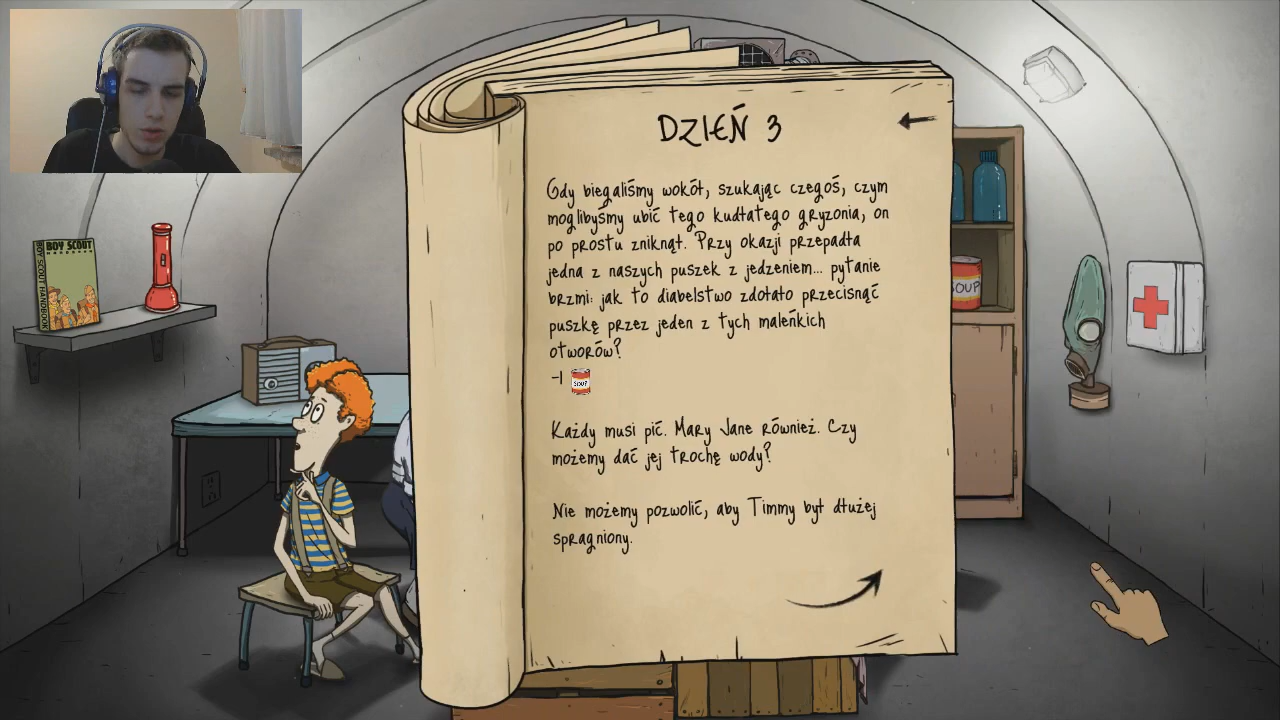 DZIEŃ 3
Gdy biegaliśmy wokół, szukając czegoś, czym
moglibyśmy ubić tego kudłatego gryzonia, on
po prostu zniknął. Przy okazji przepadła
jedna z naszych puszek z jedzeniem... pytanie
brzmi: jak to diabelstwo zdołało przecisnąć
puszkę przez jeden z tych maleńkich
otworów?
-1 SOUP
Każdy musi pić. Mary Jane również. Czy
możemy dać jej trochę wody?
Nie możemy pozwolić, aby Timmy był dłużej
spragniony.
BOY SCOUT
BOY SCOUT HANDBOOK
SOUP